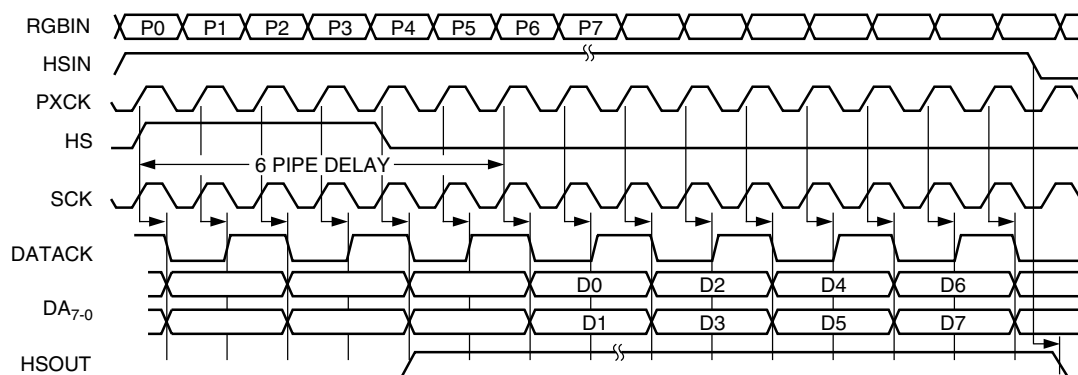 RGBIN P0 P1 P2 P3 P4 P5 P6 P7
HSIN
PXCK
HS
6 PIPE DELAY
SCK
DATACK
D0 D2 D4 D6
DA7-0
D1 D3 D5 D7
HSOUT